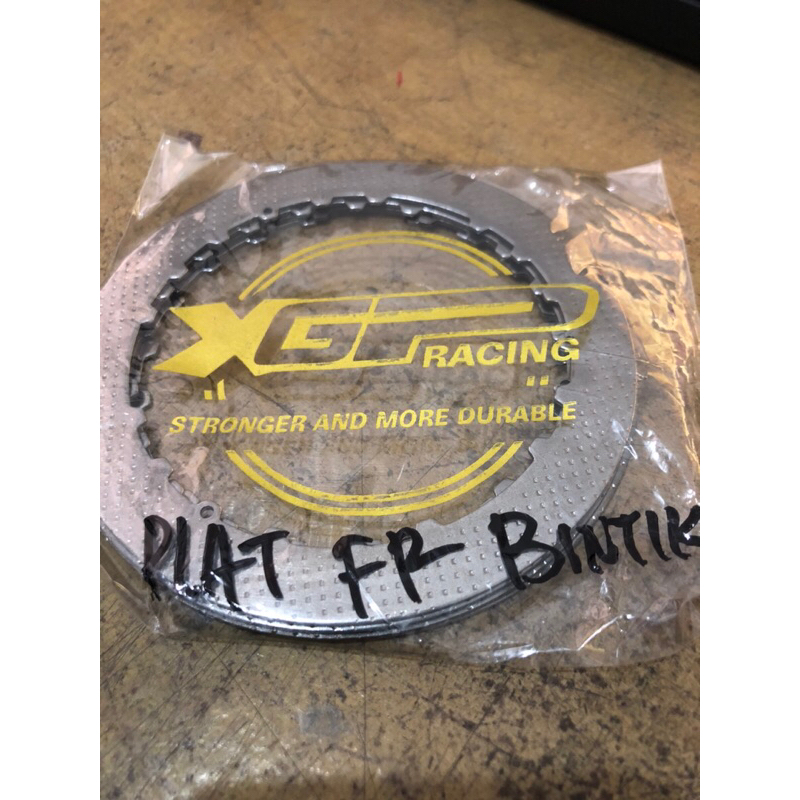 XGP
RACING
"STRONGER AND MORE DURABLE"
PLAT FR BINTIK